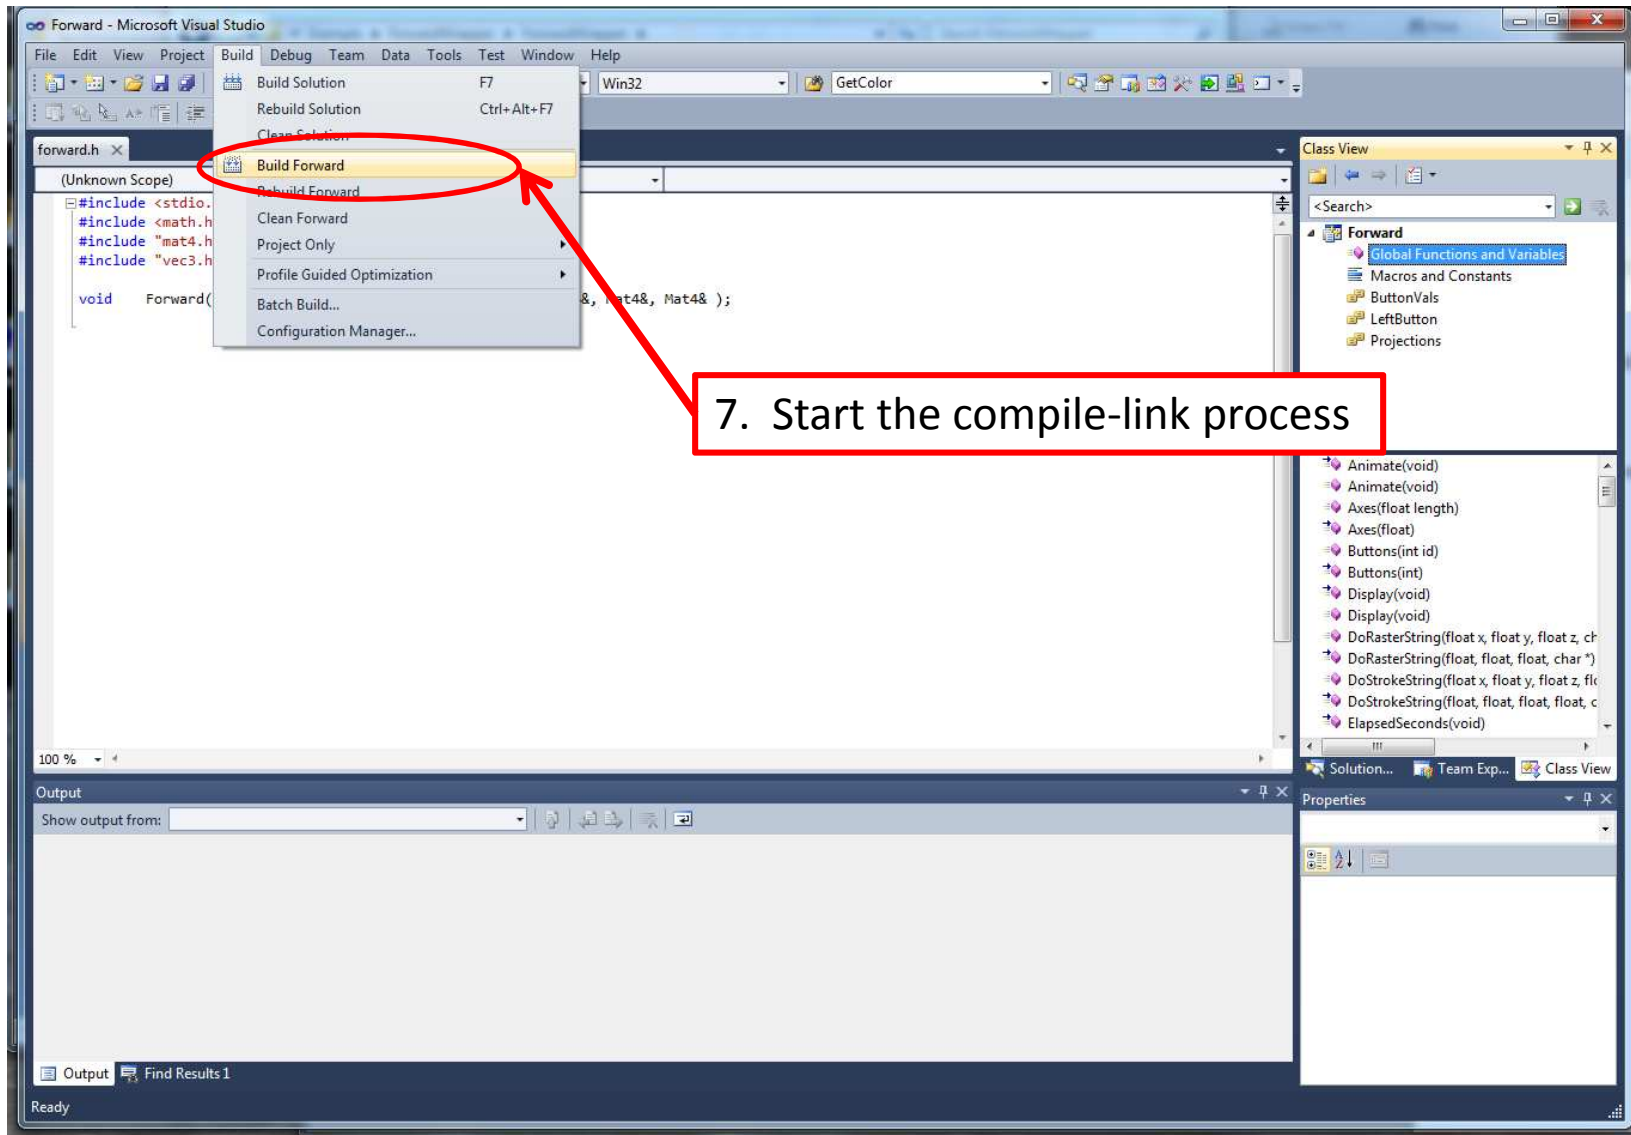 Forward - Microsoft Visual Studio
File Edit View Project Build Debug Team Data Tools Test Window Help
Build Solution F7
Win32
GetColor
Rebuild Solution Ctrl+Alt+F7
Clean Solution
forward.h
Class View
Build Forward
(Unknown Scope)
Rebuild Forward
#include <stdio.
<Search>
Clean Forward
#include <math.h
Forward
Project Only
#include "mat4.h
Global Functions and Variables
#include "vec3.h
Macros and Constants
Profile Guided Optimization
ButtonVals
void Forward( &, Mat4&, Mat4& );
Batch Build...
LeftButton
Configuration Manager...
Projections
7. Start the compile-link process
Animate(void)
Animate(void)
Axes(float length)
Axes(float)
Buttons(int id)
Buttons(int)
Display(void)
Display(void)
DoRasterString(float x, float y, float z, ch
DoRasterString(float, float, float, char *)
DoStrokeString(float x, float y, float z, flo
DoStrokeString(float, float, float, float, c
ElapsedSeconds(void)
100 %
Solution... Team Exp... Class View
Output
Properties
Show output from:
Output Find Results 1
Ready